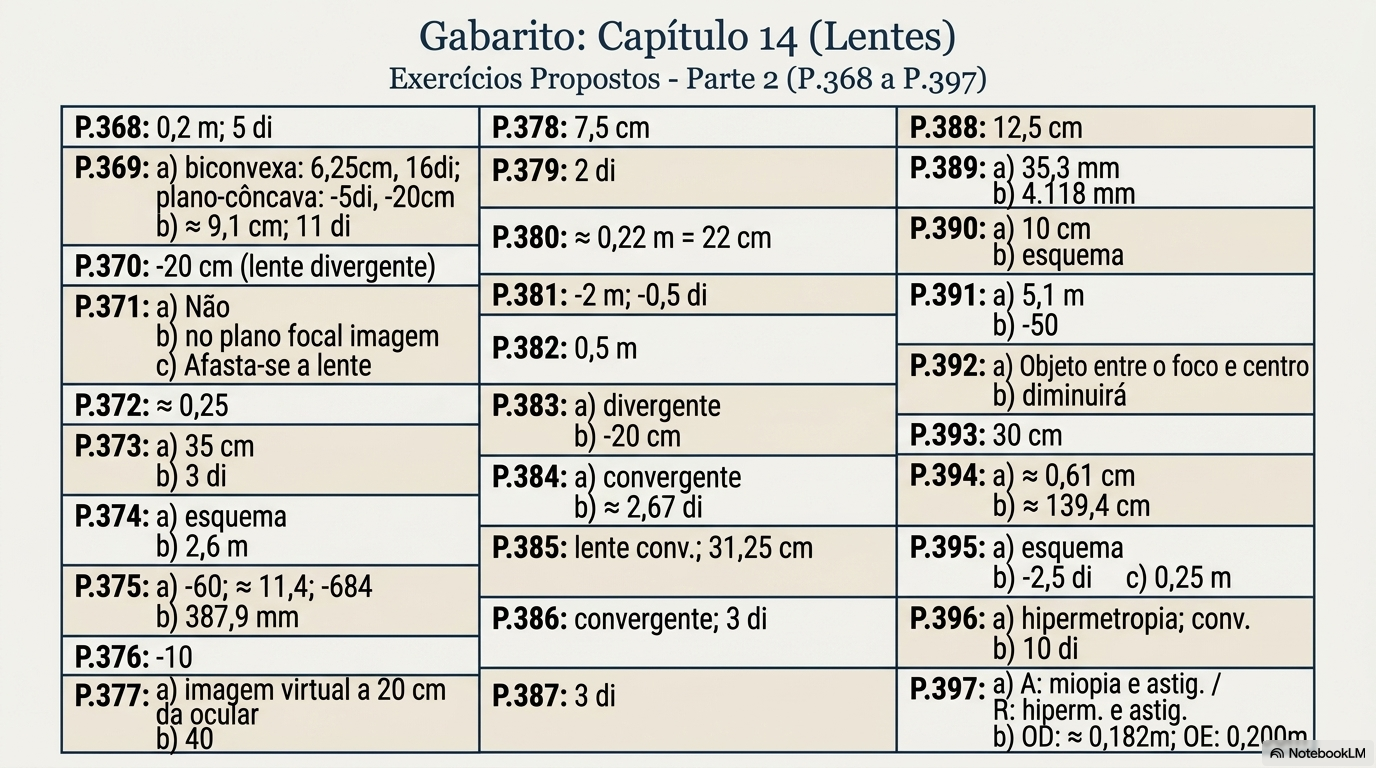 Gabarito: Capítulo 14 (Lentes)
Exercícios Propostos - Parte 2 (P.368 a P.397)
P.368: 0,2 m; 5 di
P.369: a) biconvexa: 6,25cm, 16di;
plano-côncava: -5di, -20cm
b) ≈ 9,1 cm; 11 di
P.370: -20 cm (lente divergente)
P.371: a) Não
b) no plano focal imagem
c) Afasta-se a lente
P.372: ≈ 0,25
P.373: a) 35 cm
b) 3 di
P.374: a) esquema
b) 2,6 m
P.375: a) -60; ≈ 11,4; -684
b) 387,9 mm
P.376: -10
P.377: a) imagem virtual a 20 cm
da ocular
b) 40
P.378: 7,5 cm
P.379: 2 di
P.380: ≈ 0,22 m = 22 cm
P.381: -2 m; -0,5 di
P.382: 0,5 m
P.383: a) divergente
b) -20 cm
P.384: a) convergente
b) ≈ 2,67 di
P.385: lente conv.; 31,25 cm
P.386: convergente; 3 di
P.387: 3 di
P.388: 12,5 cm
P.389: a) 35,3 mm
b) 4.118 mm
P.390: a) 10 cm
b) esquema
P.391: a) 5,1 m
b) -50
P.392: a) Objeto entre o foco e centro
b) diminuirá
P.393: 30 cm
P.394: a) ≈ 0,61 cm
b) ≈ 139,4 cm
P.395: a) esquema
b) -2,5 di c) 0,25 m
P.396: a) hipermetropia; conv.
b) 10 di
P.397: a) A: miopia e astig. /
R: hiperm. e astig.
b) OD: ≈ 0,182m; OE: 0,200m
NotebookLM